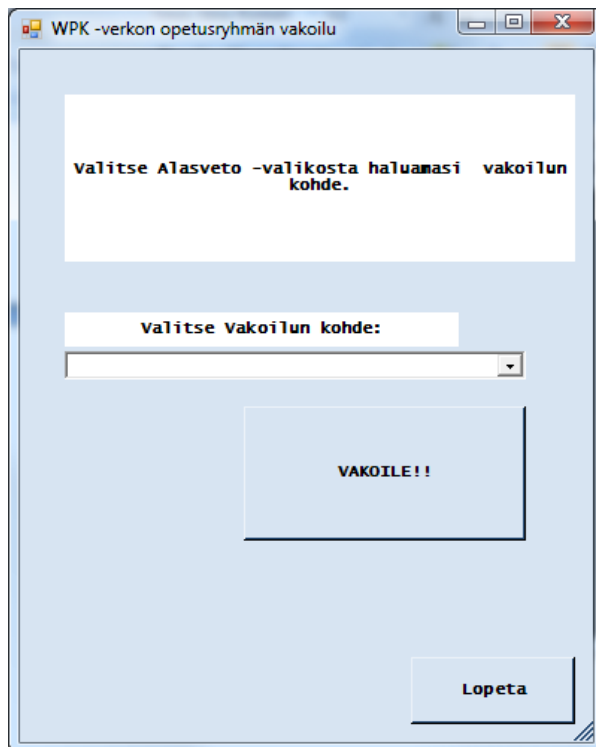 WPK -verkon opetusryhmän vakoilu
Valitse Alasveto -valikosta haluamasi vakoilun
kohde.
Valitse Vakoilun kohde:
VAKOILE!!
Lopeta